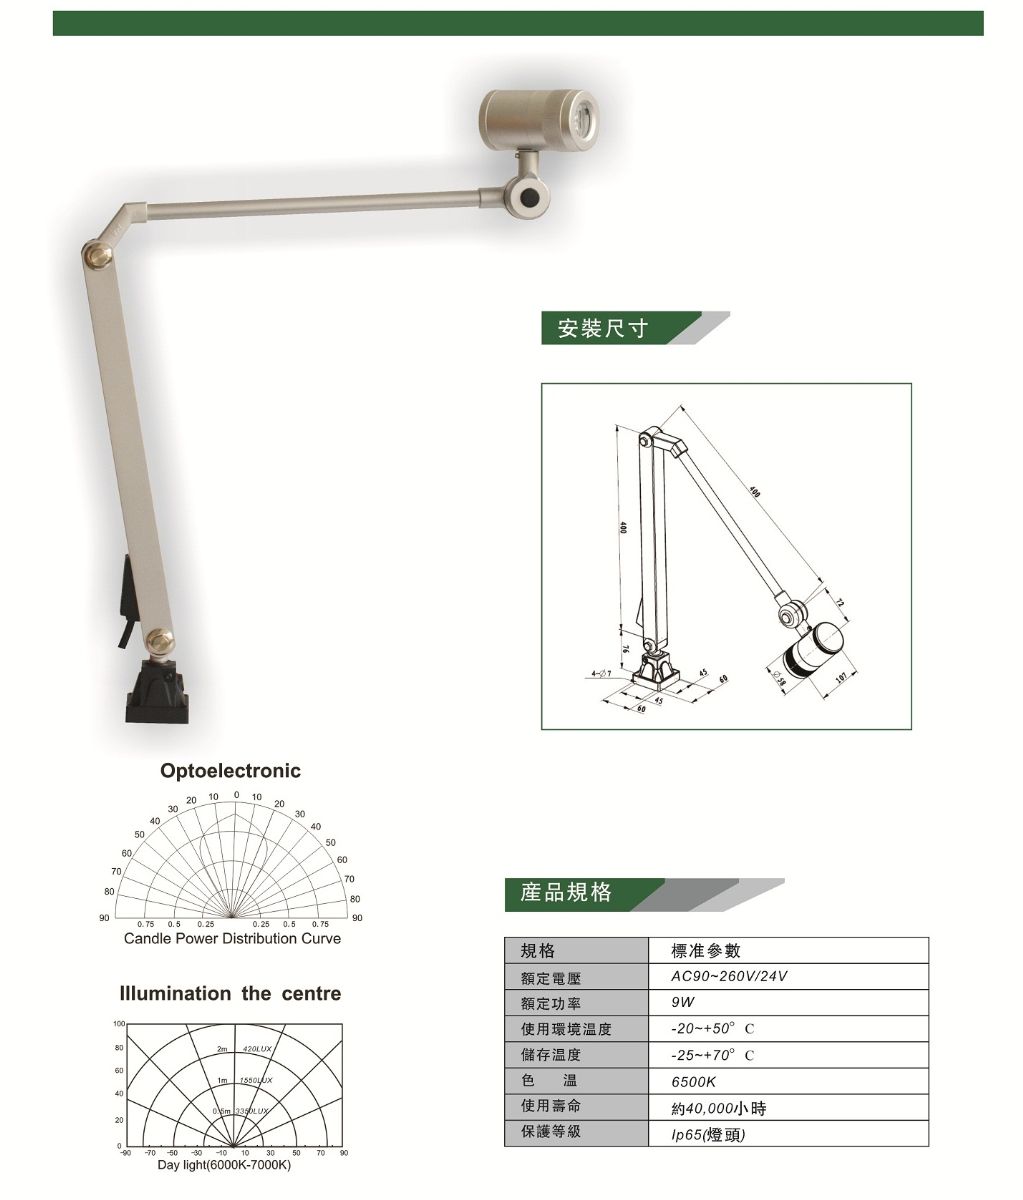 安裝尺寸
400
400
72
76
4-∅7
45
60
45
60
∅58
107
Optoelectronic
90 80 70 60 50 40 30 20 10 0 10 20 30 40 50 60 70 80 90
0.75 0.5 0.25 0.25 0.5 0.75
Candle Power Distribution Curve
Illumination the centre
100
80
60
40
20
0
2m 420LUX
1m 1550LUX
0.5m 3350LUX
-90 -70 -50 -30 -10 10 30 50 70 90
Day light(6000K-7000K)
産品規格
規格 標准參數
額定電壓 AC90~260V/24V
額定功率 9W
使用環境温度 -20~+50° C
儲存温度 -25~+70° C
色 温 6500K
使用壽命 約40,000小時
保護等級 Ip65(燈頭)